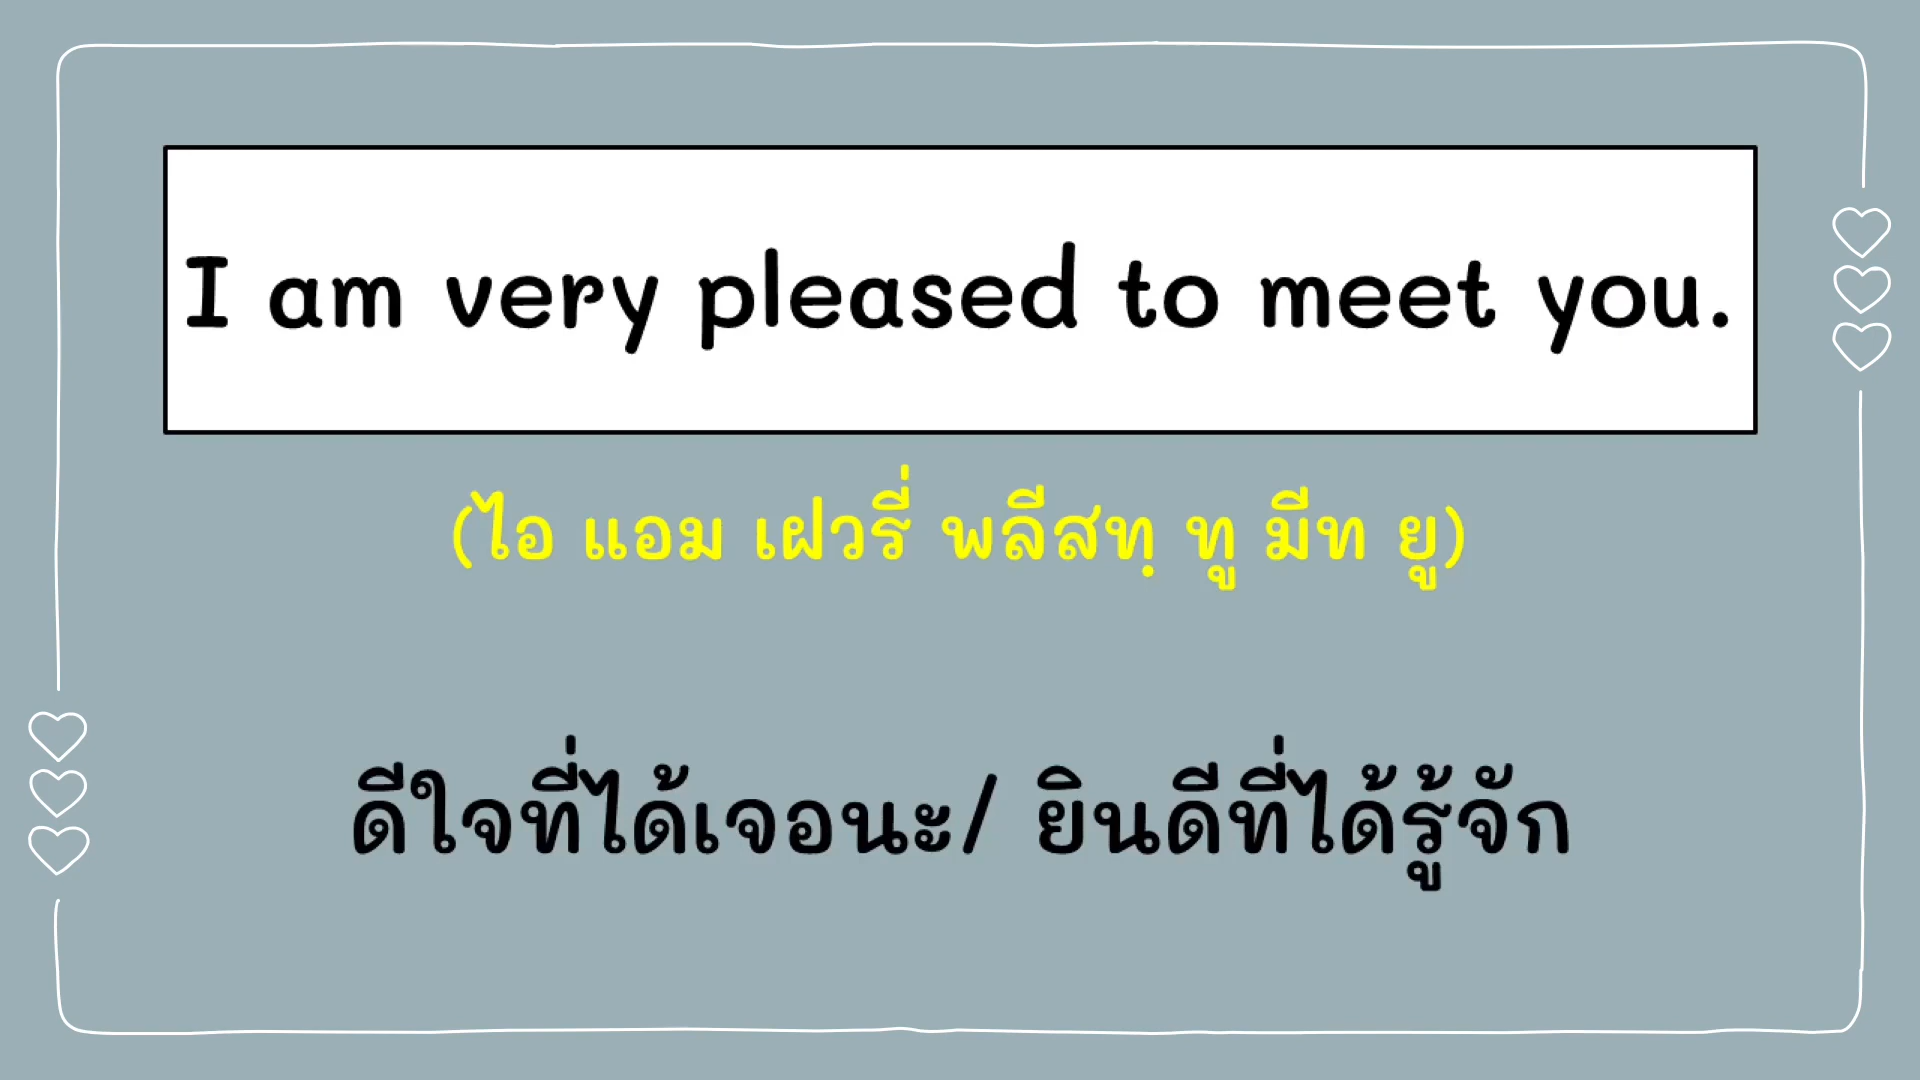 I am very pleased to meet you.
(ไอ แอม เฝวรี่ พลีสทฺ ทู มีท ยู)
ดีใจที่ได้เจอนะ/ ยินดีที่ได้รู้จัก